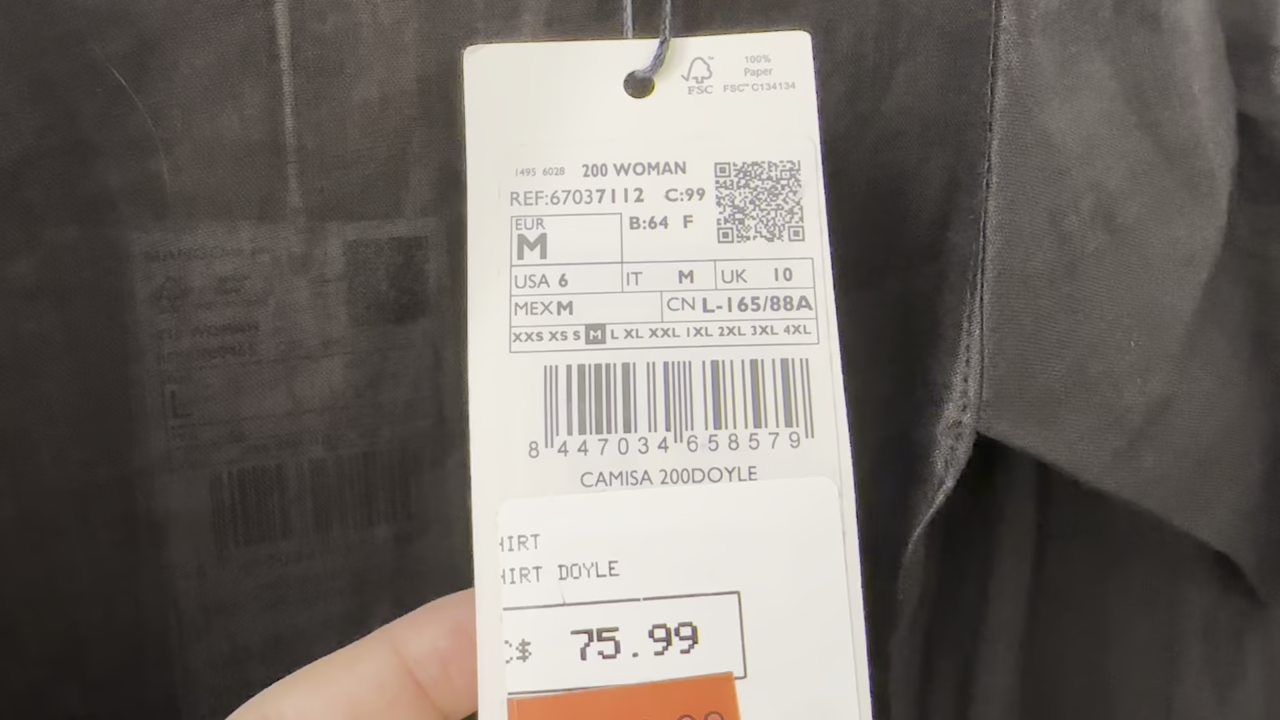 FSC™
100%
Paper
FSC™ C134134
1495 6028 200 WOMAN
REF:67037112 C:99
EUR
M
B:64 F
USA 6 IT M UK 10
MEX M CN L-165/88A
XXS XS S M L XL XXL 1XL 2XL 3XL 4XL
8 447034 658579
CAMISA 200DOYLE
HIRT
HIRT DOYLE
C$ 75.99
L